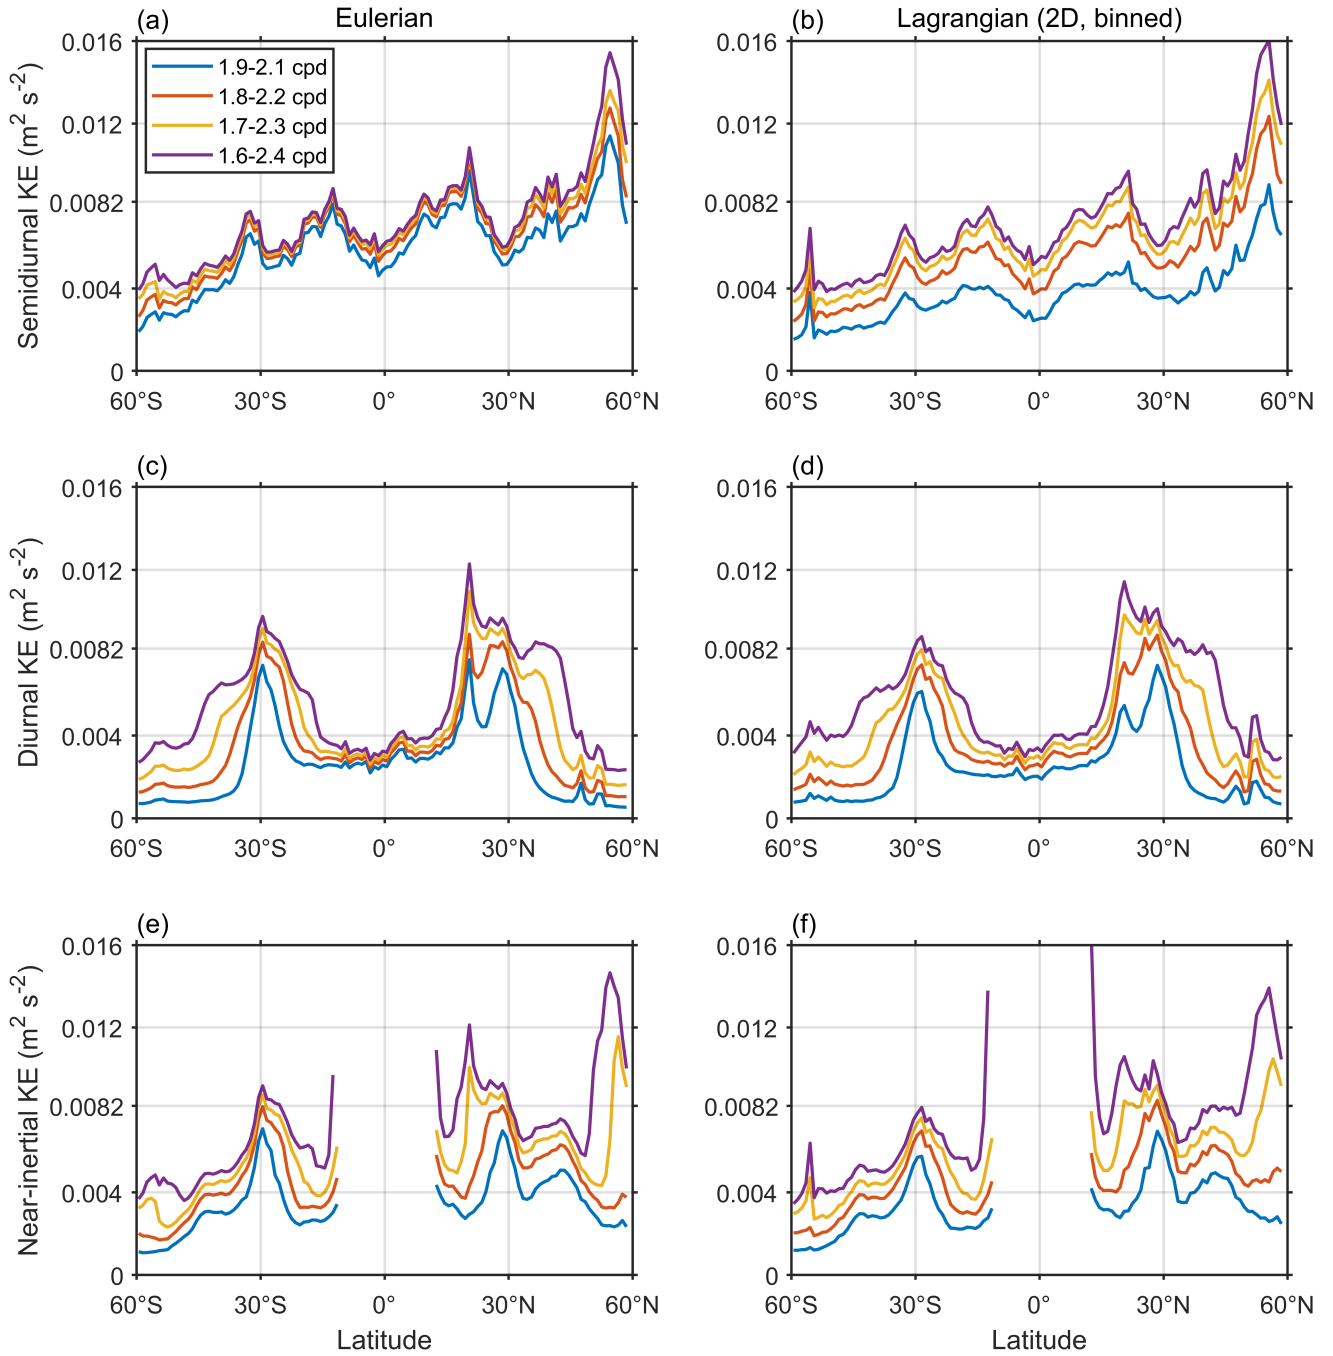 (a) Eulerian
(b) Lagrangian (2D, binned)
Semidiurnal KE (m² s⁻²)
0.016
0.012
0.0082
0.004
0
1.9-2.1 cpd
1.8-2.2 cpd
1.7-2.3 cpd
1.6-2.4 cpd
60°S 30°S 0° 30°N 60°N
0.016
0.012
0.0082
0.004
0
60°S 30°S 0° 30°N 60°N
(c)
Diurnal KE (m² s⁻²)
0.016
0.012
0.0082
0.004
0
60°S 30°S 0° 30°N 60°N
(d)
0.016
0.012
0.0082
0.004
0
60°S 30°S 0° 30°N 60°N
(e)
Near-inertial KE (m² s⁻²)
0.016
0.012
0.0082
0.004
0
60°S 30°S 0° 30°N 60°N
Latitude
(f)
0.016
0.012
0.0082
0.004
0
60°S 30°S 0° 30°N 60°N
Latitude